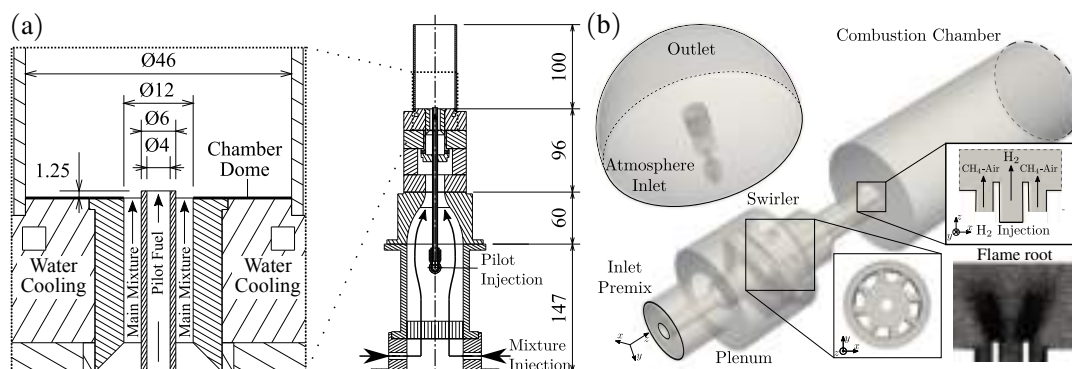 (a)
Ø46
Ø12
Ø6
Ø4
1.25
Chamber
Dome
Water
Cooling
Main Mixture
Pilot Fuel
Main Mixture
Water
Cooling
100
96
60
147
Pilot
Injection
Mixture
Injection
(b)
Outlet
Atmosphere
Inlet
Combustion Chamber
Swirler
H2
CH4-Air
CH4-Air
H2 Injection
z
y
x
Flame root
Inlet
Premix
x
z
y
Plenum
y
z
x